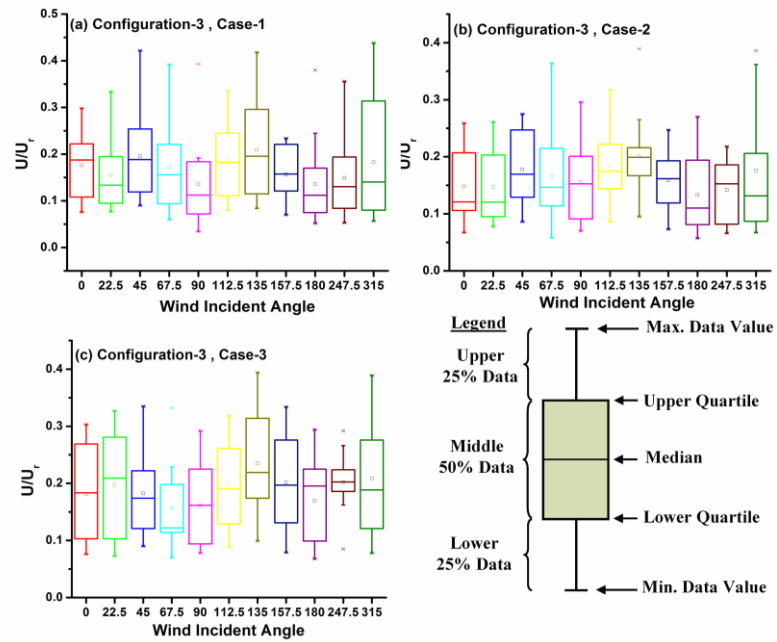 (a) Configuration-3 , Case-1
0.5
0.4
0.3
0.2
0.1
0.0
U/Ur
0 22.5 45 67.5 90 112.5 135 157.5 180 247.5 315
Wind Incident Angle
(b) Configuration-3 , Case-2
0.4
0.3
0.2
0.1
0.0
U/Ur
0 22.5 45 67.5 90 112.5 135 157.5 180 247.5 315
Wind Incident Angle
(c) Configuration-3 , Case-3
0.4
0.3
0.2
0.1
0.0
U/Ur
0 22.5 45 67.5 90 112.5 135 157.5 180 247.5 315
Wind Incident Angle
Legend
Upper
25% Data
Middle
50% Data
Lower
25% Data
Max. Data Value
Upper Quartile
Median
Lower Quartile
Min. Data Value